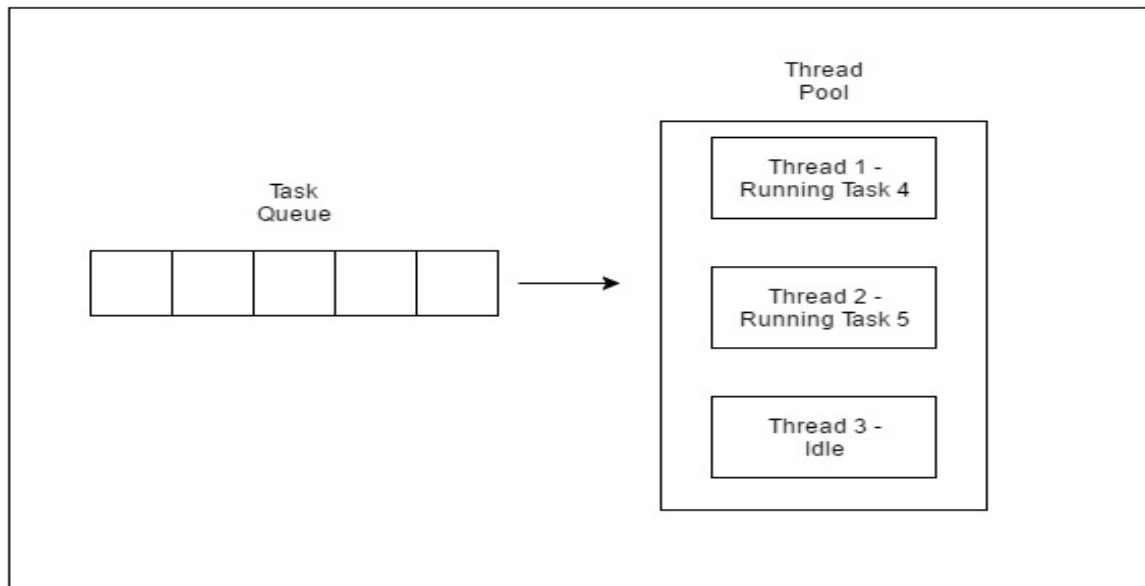 Thread
Pool
Thread 1 -
Running Task 4
Task
Queue
Thread 2 -
Running Task 5
Thread 3 -
Idle